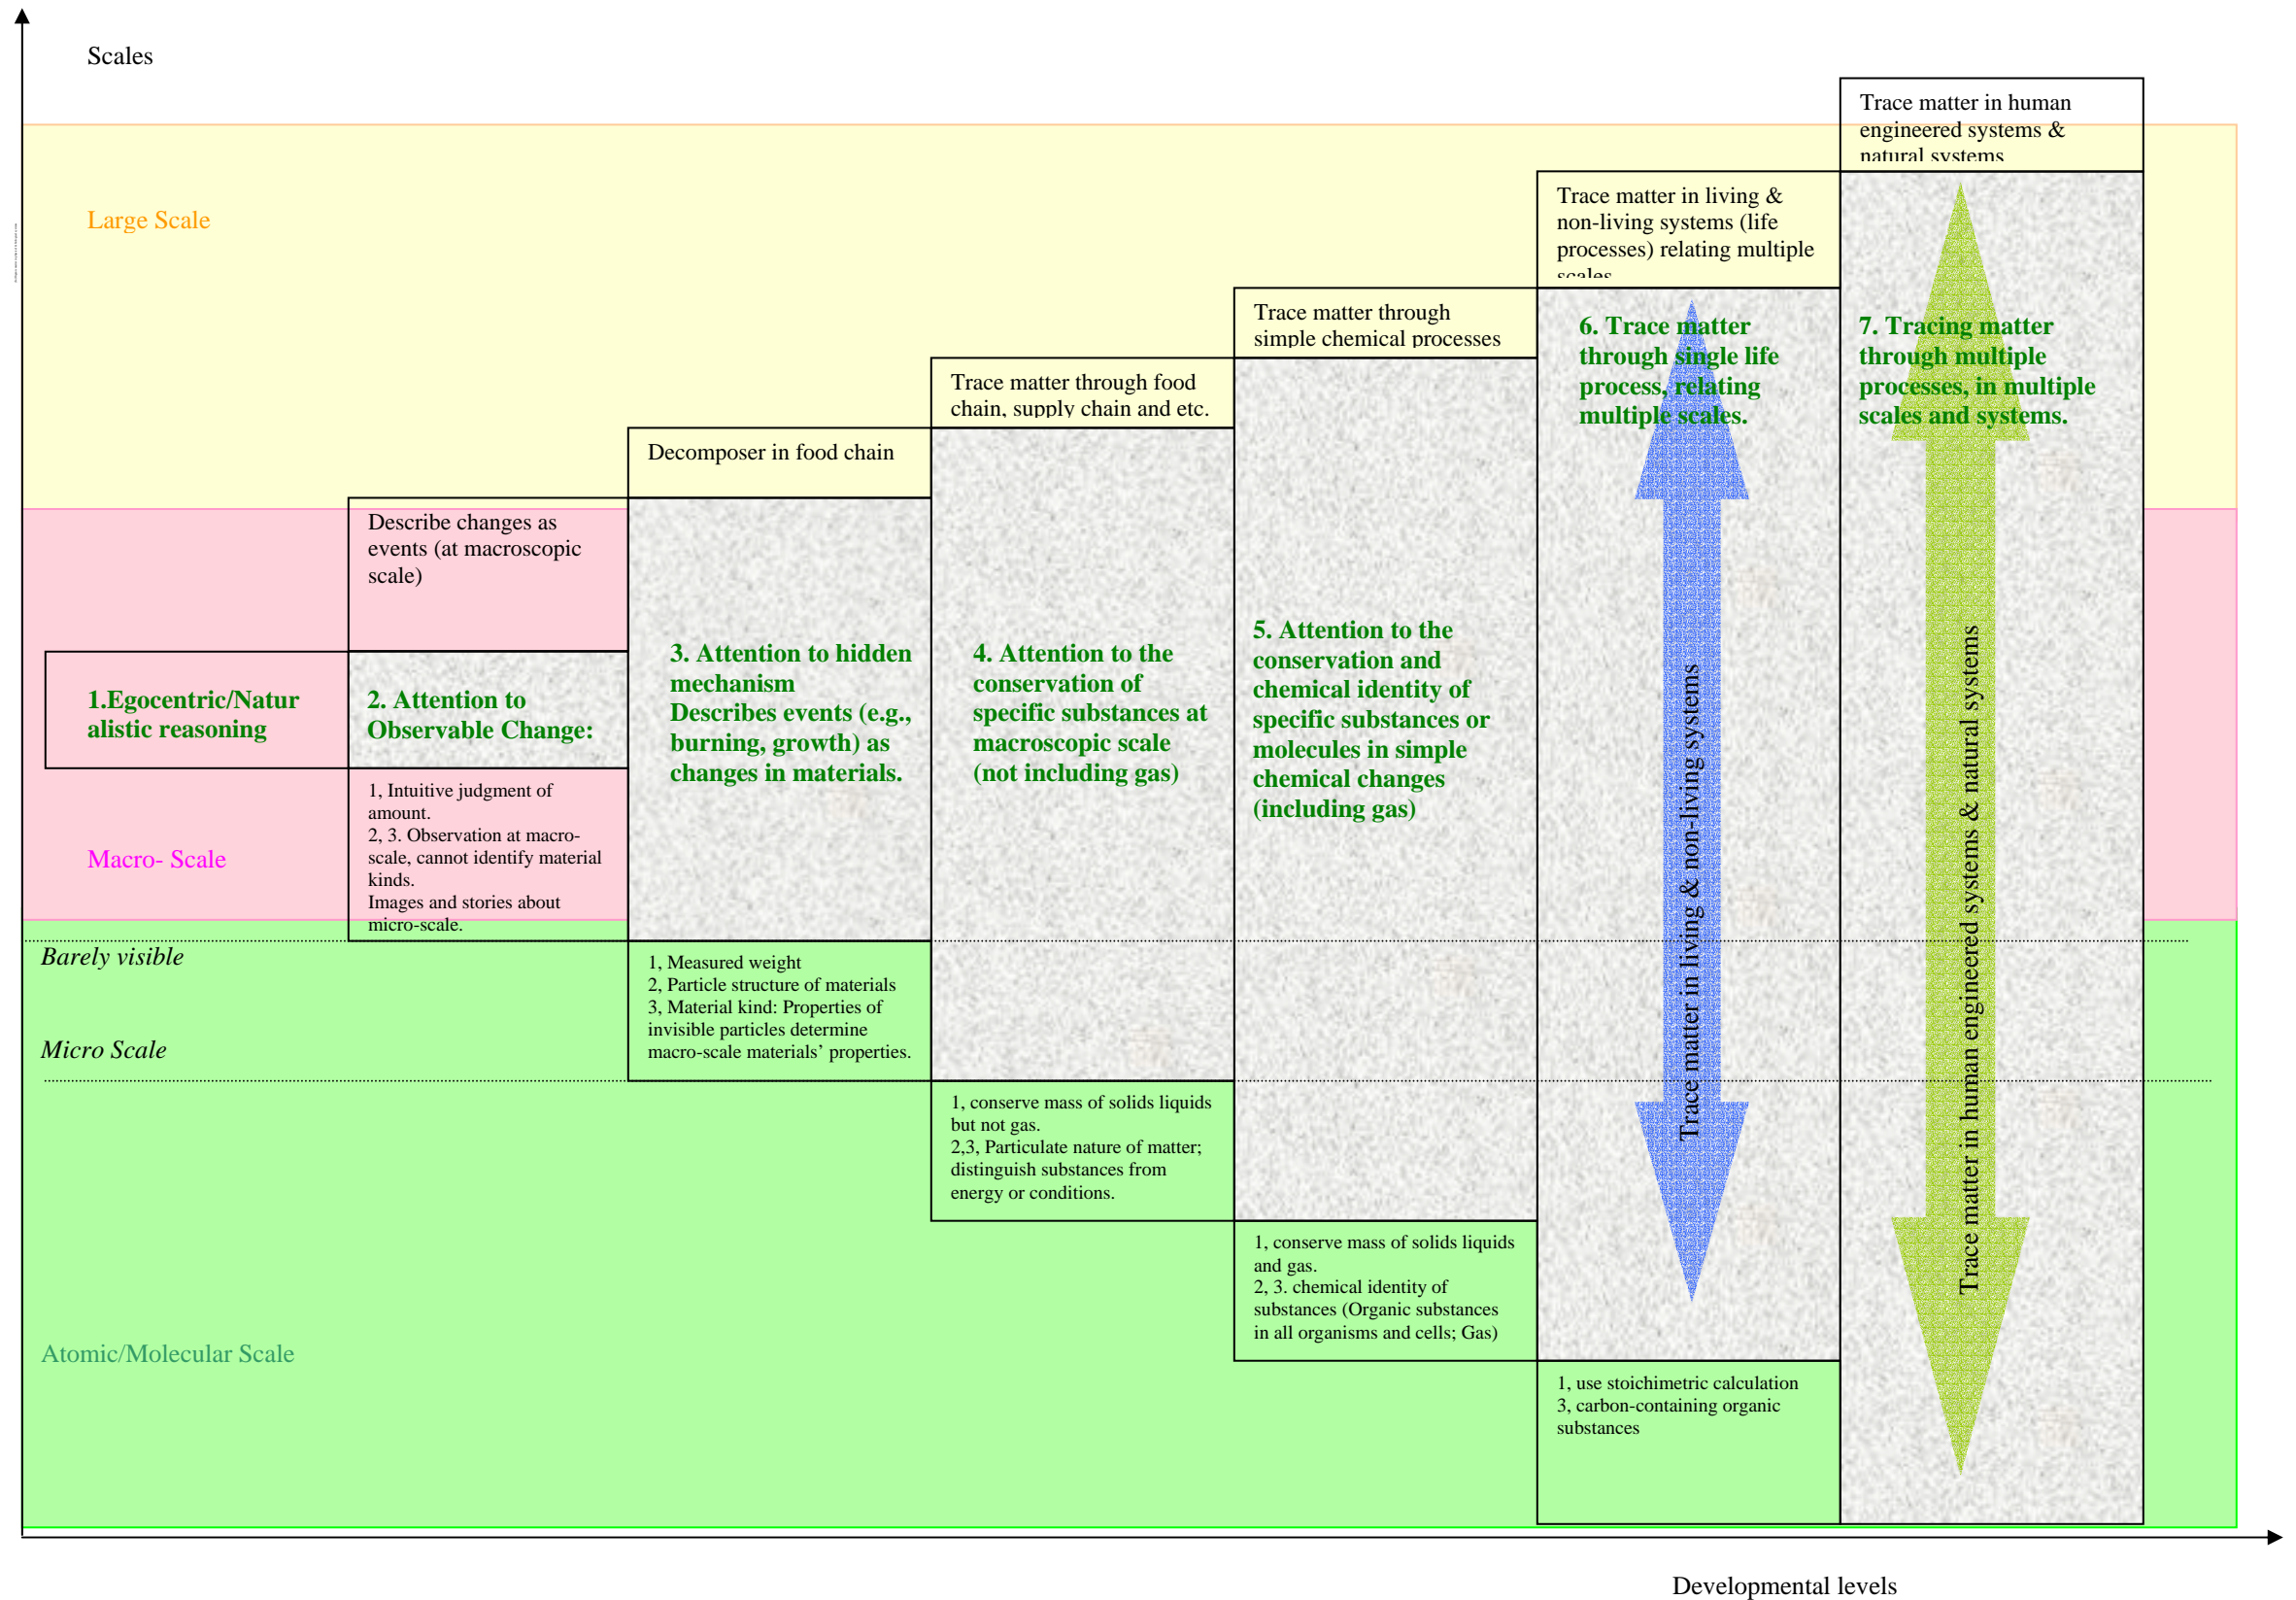 Scales
Trace matter in human
engineered systems &
natural systems
Trace matter in living &
non-living systems (life
processes) relating multiple
scales
Large Scale
Trace matter through
simple chemical processes
Trace matter through food
chain, supply chain and etc.
Decomposer in food chain
Describe changes as
events (at macroscopic
scale)
1.Egocentric/Natur
alistic reasoning
2. Attention to
Observable Change:
3. Attention to hidden
mechanism
Describes events (e.g.,
burning, growth) as
changes in materials.
4. Attention to the
conservation of
specific substances at
macroscopic scale
(not including gas)
5. Attention to the
conservation and
chemical identity of
specific substances or
molecules in simple
chemical changes
(including gas)
6. Trace matter
through single life
process, relating
multiple scales.
7. Tracing matter
through multiple
processes, in multiple
scales and systems.
Trace matter in living & non-living systems
Trace matter in human engineered systems & natural systems
Macro- Scale
1, Intuitive judgment of
amount.
2, 3. Observation at macro-
scale, cannot identify material
kinds.
Images and stories about
micro-scale.
Barely visible
Micro Scale
1, Measured weight
2, Particle structure of materials
3, Material kind: Properties of
invisible particles determine
macro-scale materials’ properties.
1, conserve mass of solids liquids
but not gas.
2,3, Particulate nature of matter;
distinguish substances from
energy or conditions.
1, conserve mass of solids liquids
and gas.
2, 3. chemical identity of
substances (Organic substances
in all organisms and cells; Gas)
Atomic/Molecular Scale
1, use stoichimetric calculation
3, carbon-containing organic
substances
Developmental levels